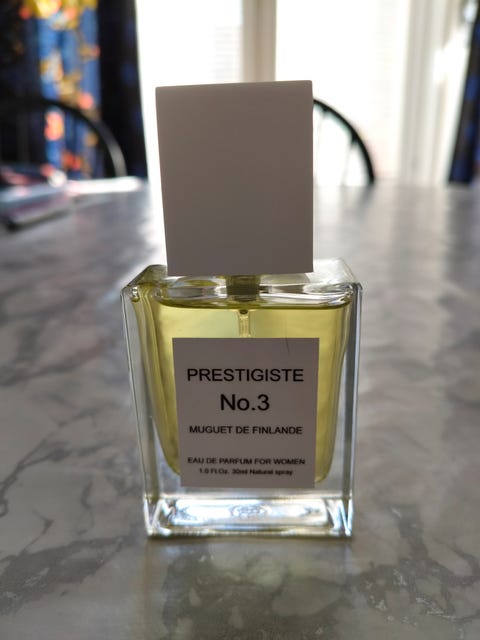 PRESTIGISTE
No.3
MUGUET DE FINLANDE
EAU DE PARFUM FOR WOMEN
1.0 Fl.Oz. 30ml Natural spray